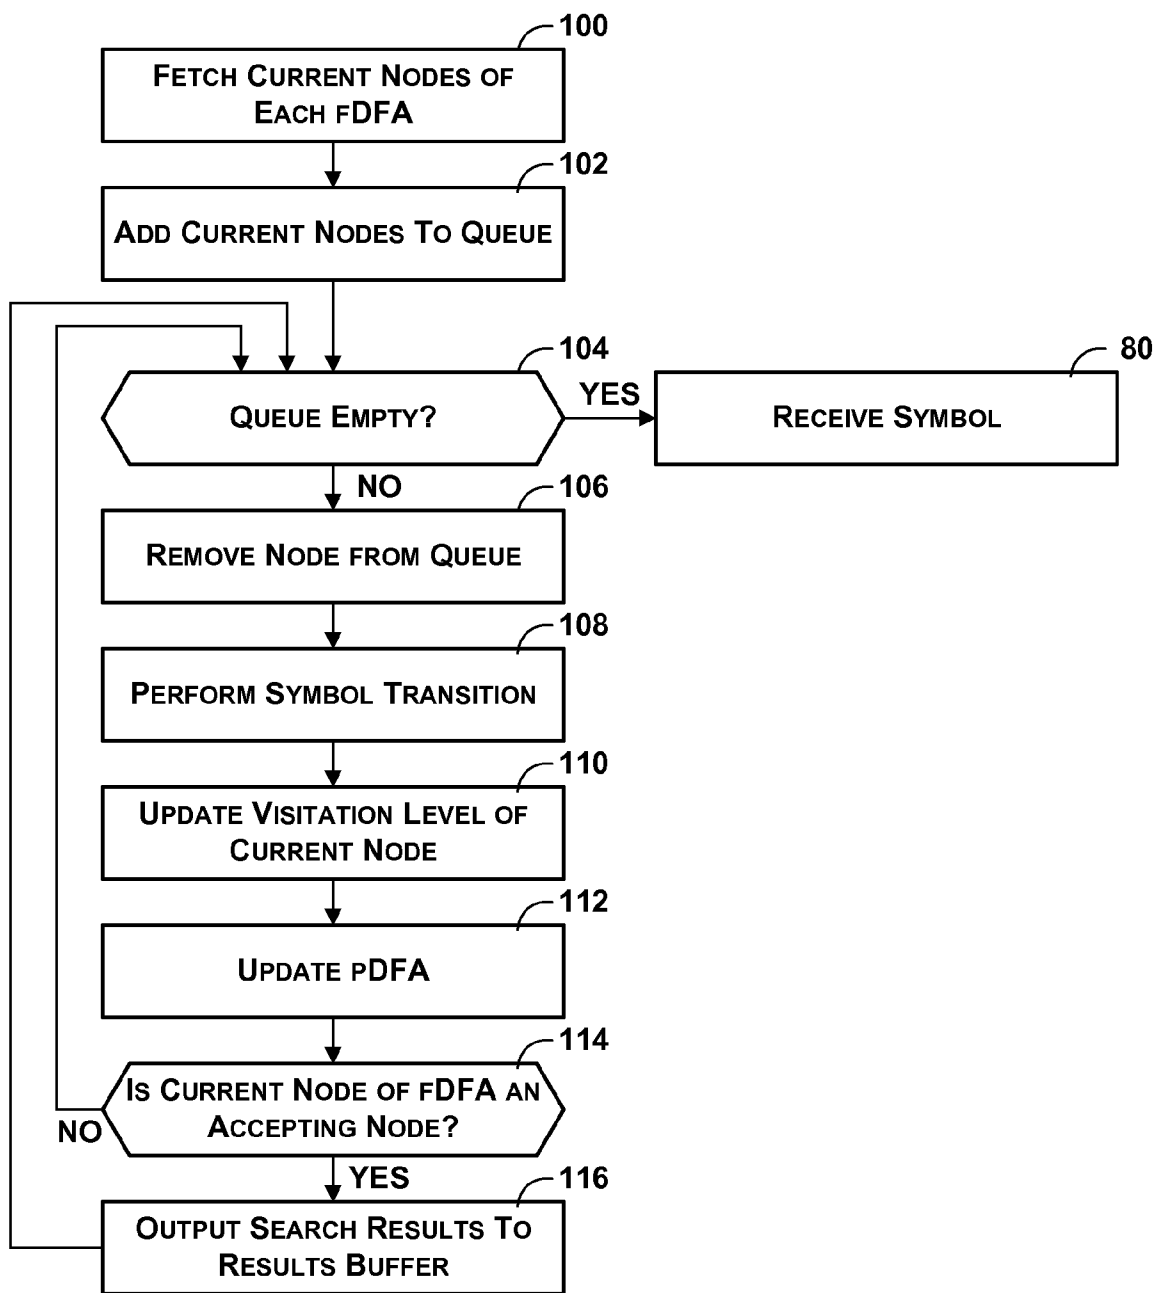 100
FETCH CURRENT NODES OF
EACH FDFA
102
ADD CURRENT NODES TO QUEUE
104
QUEUE EMPTY?
YES
80
RECEIVE SYMBOL
NO
106
REMOVE NODE FROM QUEUE
108
PERFORM SYMBOL TRANSITION
110
UPDATE VISITATION LEVEL OF
CURRENT NODE
112
UPDATE PDFA
114
IS CURRENT NODE OF FDFA AN
ACCEPTING NODE?
NO
YES
116
OUTPUT SEARCH RESULTS TO
RESULTS BUFFER